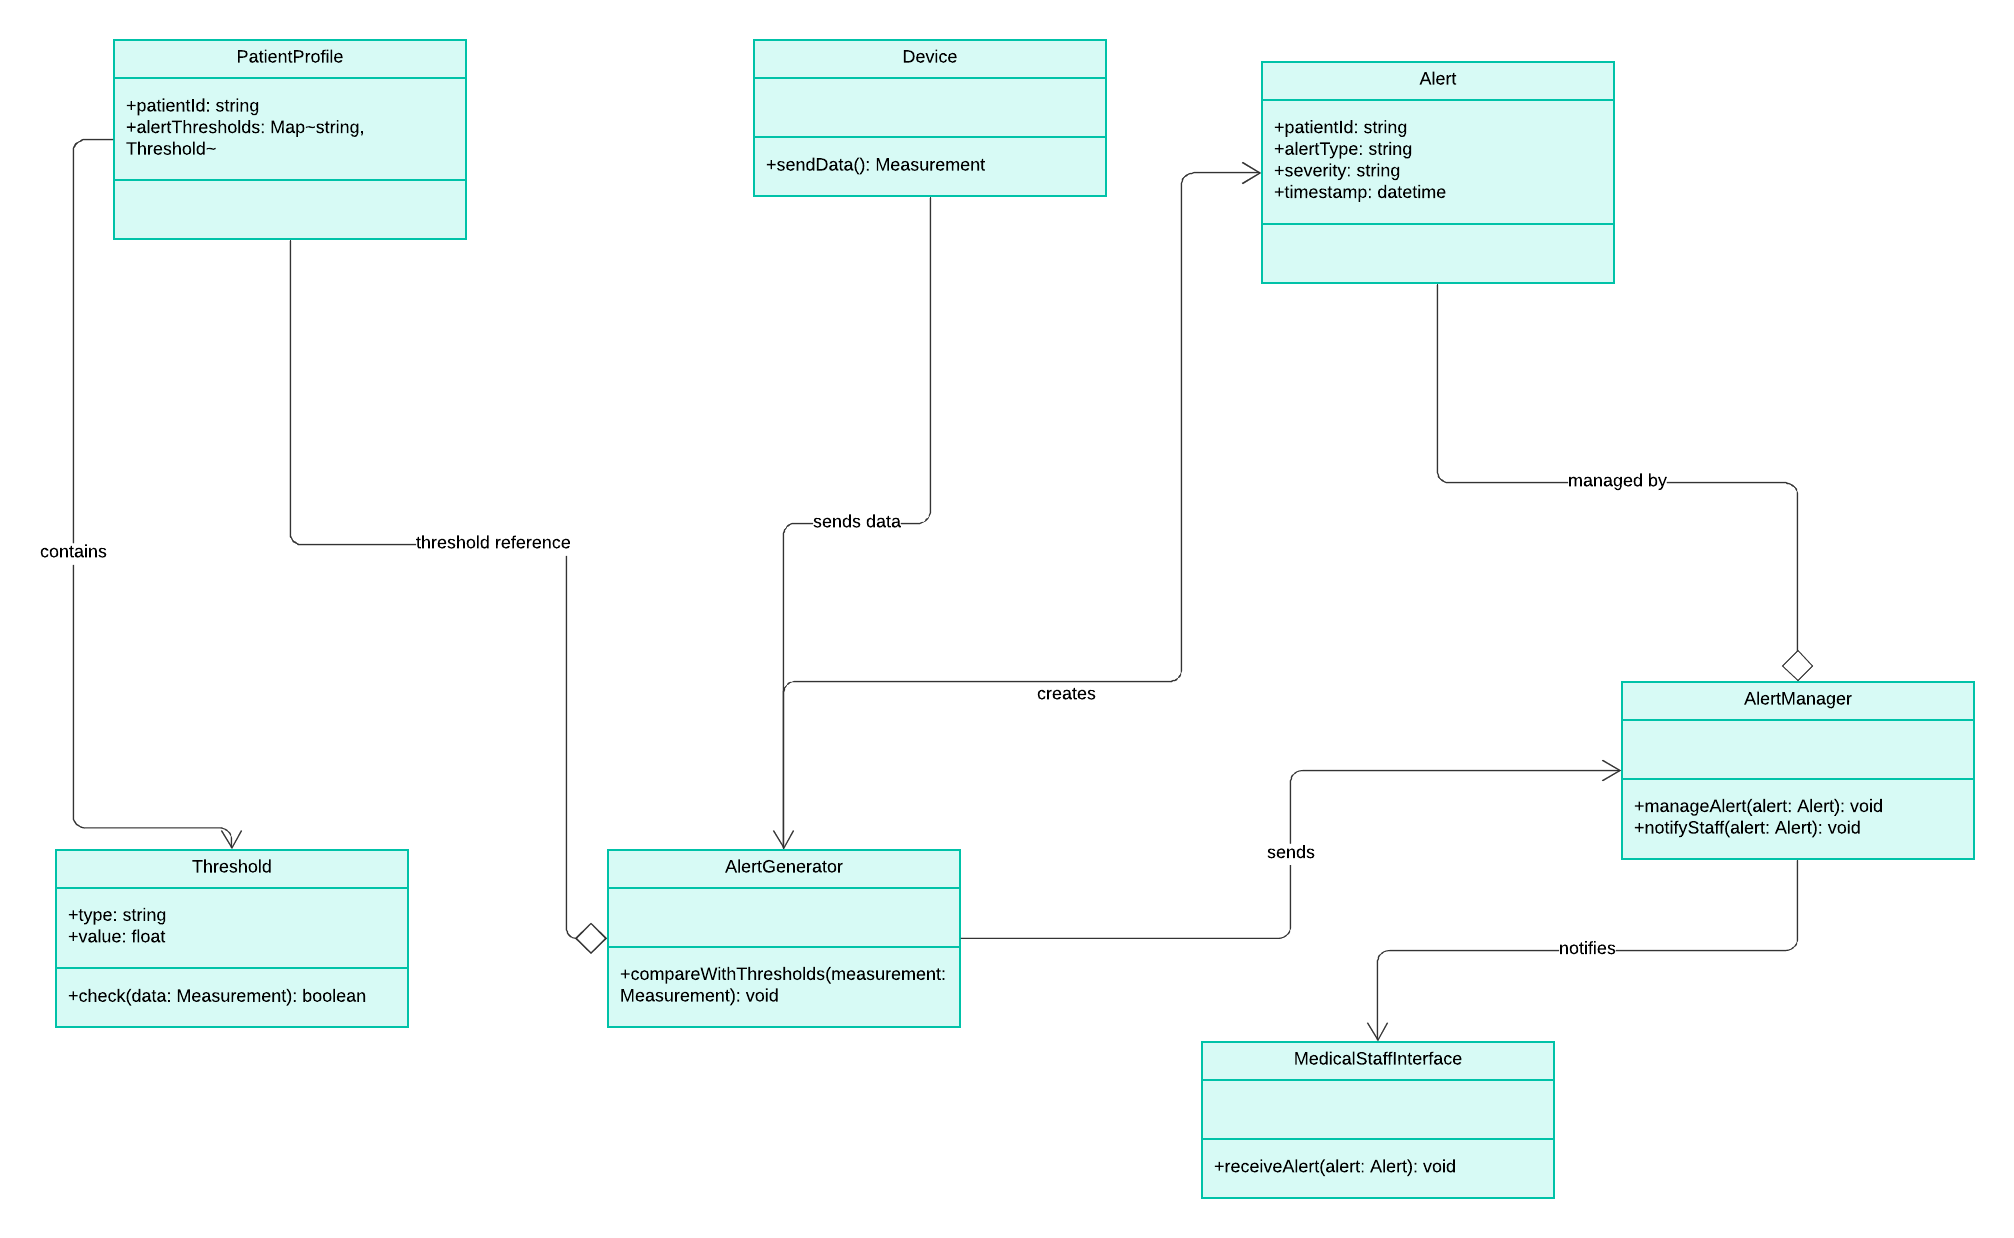 PatientProfile
+patientId: string
+alertThresholds: Map~string,
Threshold~
Device
+sendData(): Measurement
Alert
+patientId: string
+alertType: string
+severity: string
+timestamp: datetime
managed by
sends data
threshold reference
contains
creates
AlertManager
+manageAlert(alert: Alert): void
+notifyStaff(alert: Alert): void
sends
Threshold
+type: string
+value: float
+check(data: Measurement): boolean
AlertGenerator
+compareWithThresholds(measurement:
Measurement): void
notifies
MedicalStaffInterface
+receiveAlert(alert: Alert): void